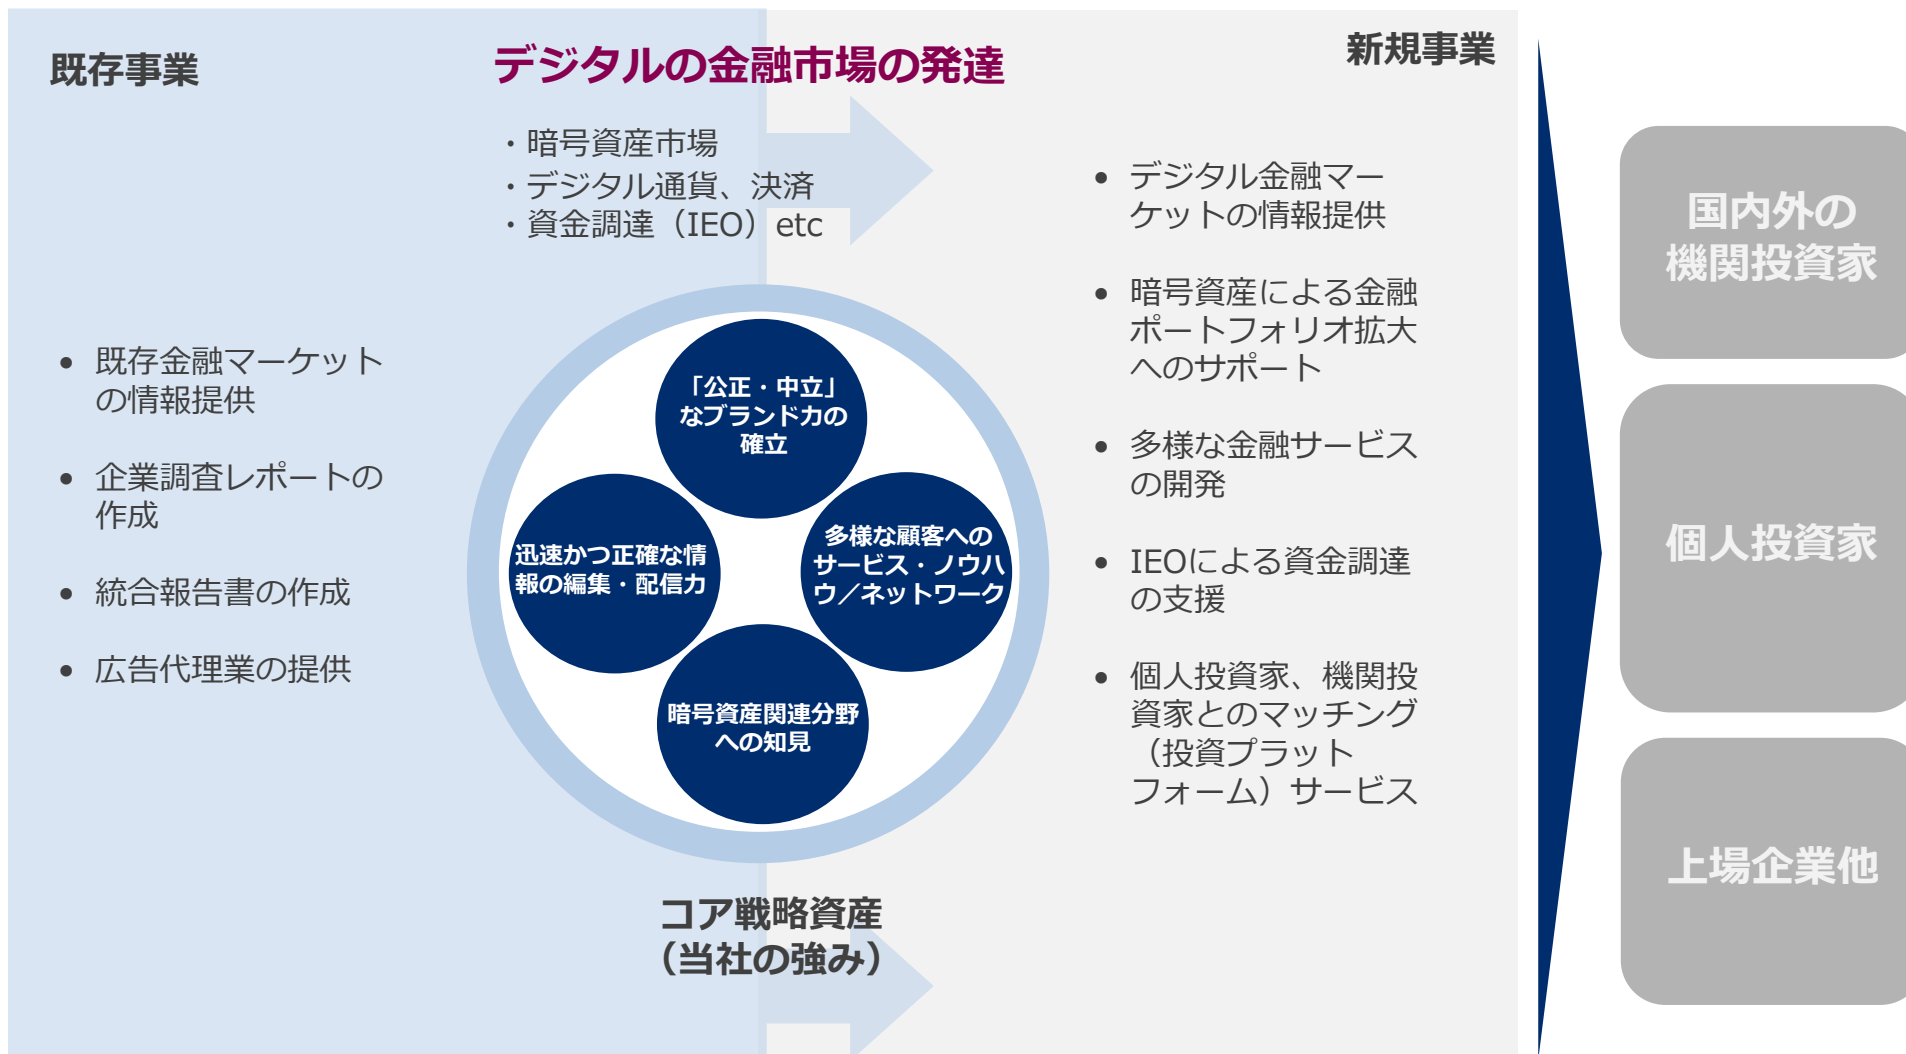 既存事業
デジタルの金融市場の発達
新規事業
・暗号資産市場
・デジタル通貨、決済
・資金調達（IEO）etc
• 既存金融マーケット
の情報提供
• 企業調査レポートの
作成
• 統合報告書の作成
• 広告代理業の提供
「公正・中立」
なブランド力の
確立
迅速かつ正確な情
報の編集・配信力
多様な顧客への
サービス・ノウハ
ウ／ネットワーク
暗号資産関連分野
への知見
コア戦略資産
（当社の強み）
• デジタル金融マー
ケットの情報提供
• 暗号資産による金融
ポートフォリオ拡大
へのサポート
• 多様な金融サービス
の開発
• IEOによる資金調達
の支援
• 個人投資家、機関投
資家とのマッチング
（投資プラット
フォーム）サービス
国内外の
機関投資家
個人投資家
上場企業他